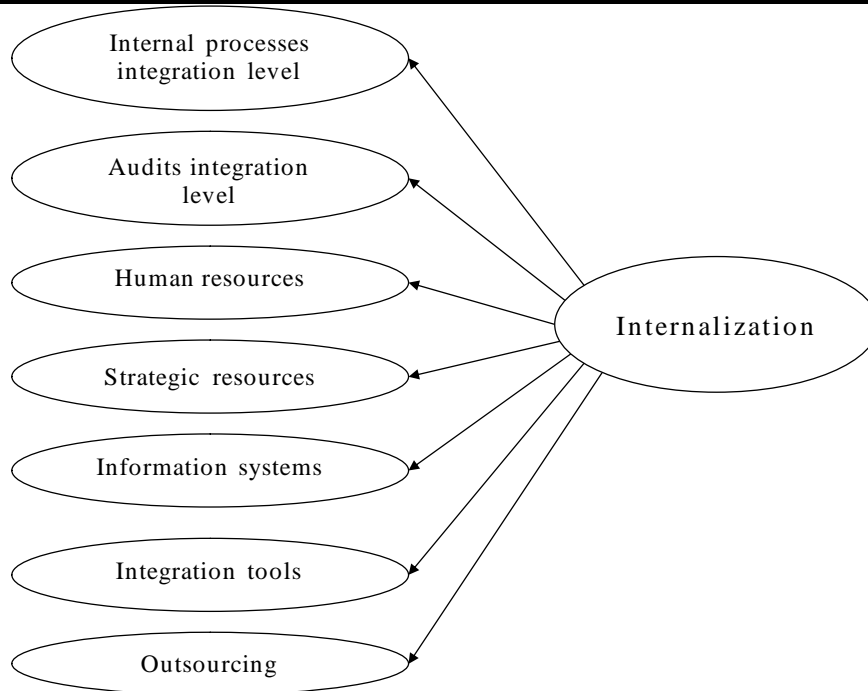 Internal processes
integration level
Audits integration
level
Human resources
Internalization
Strategic resources
Information systems
Integration tools
Outsourcing